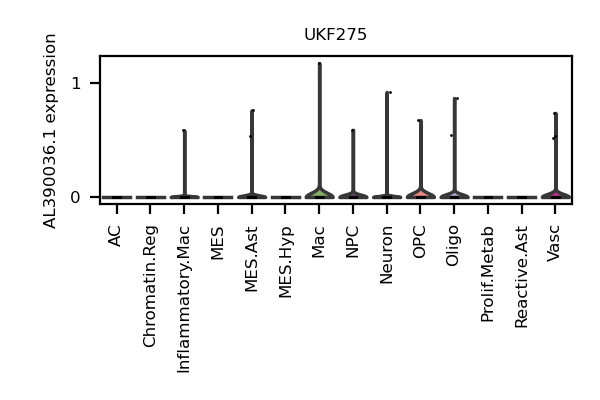 UKF275
AL390036.1 expression
1
0
AC
Chromatin.Reg
Inflammatory.Mac
MES
MES.Ast
MES.Hyp
Mac
NPC
Neuron
OPC
Oligo
Prolif.Metab
Reactive.Ast
Vasc